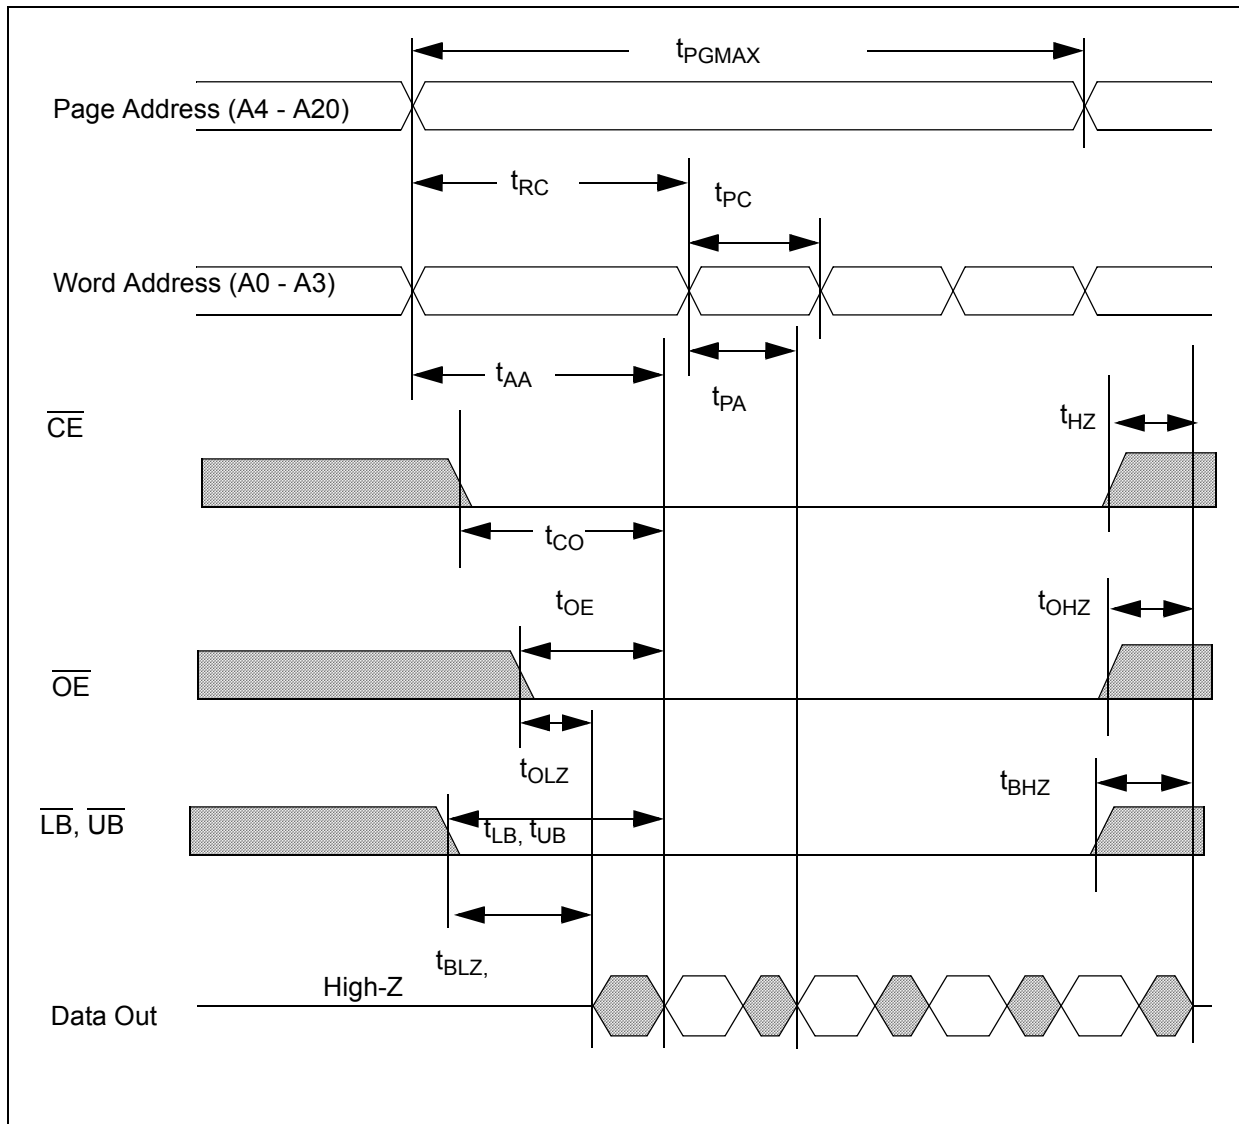 tPGMAX
Page Address (A4 - A20)
tRC
tPC
Word Address (A0 - A3)
tAA
tPA
tHZ
CE
tCO
tOE
tOHZ
OE
tOLZ
tBHZ
LB, UB
tLB, tUB
tBLZ,
High-Z
Data Out